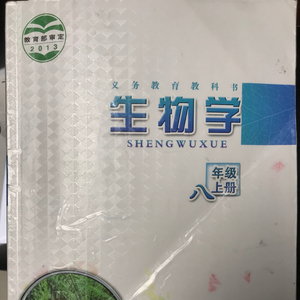 教育部审定
2013
义务教育教科书
生物学
SHENGWUXUE
八年级
上册